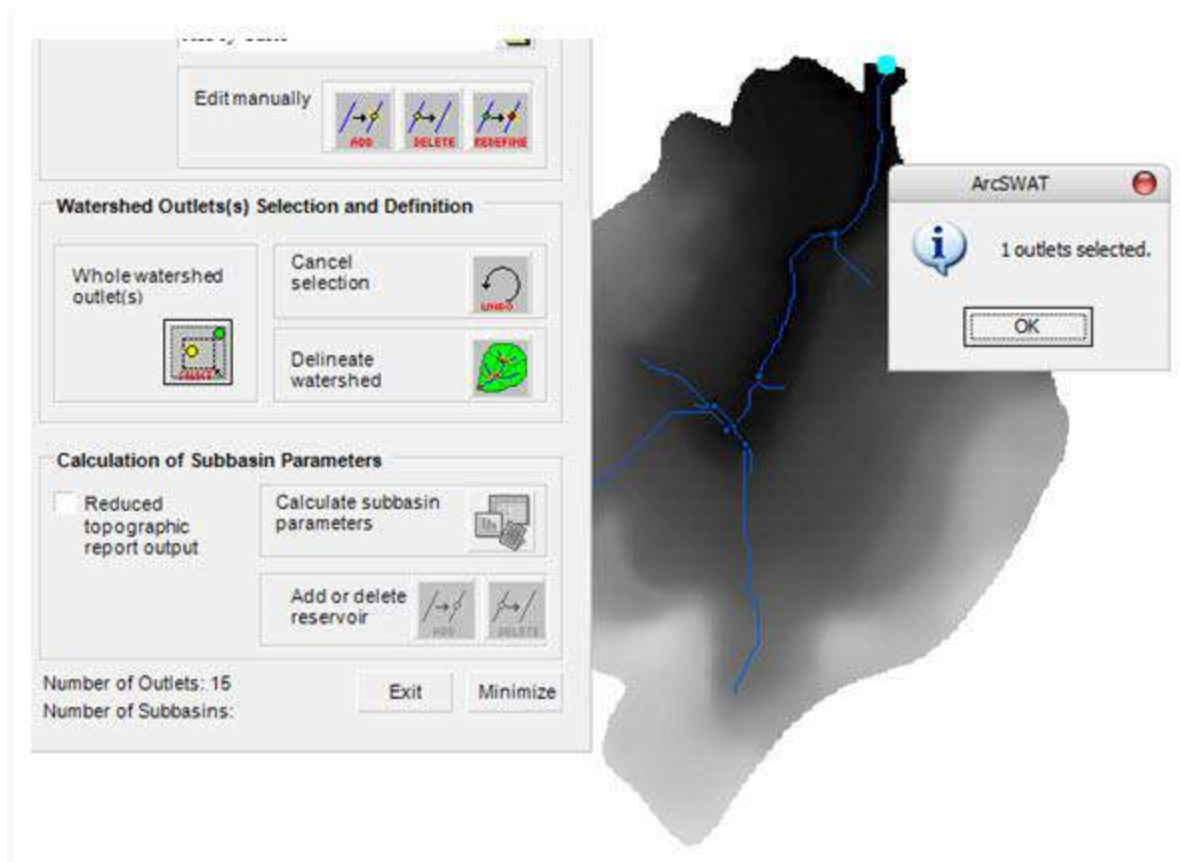 Edit manually
ADD
DELETE
REDEFINE
Watershed Outlets(s) Selection and Definition
Whole watershed
outlet(s)
Cancel
selection
UNDO
Delineate
watershed
Calculation of Subbasin Parameters
Reduced
topographic
report output
Calculate subbasin
parameters
Add or delete
reservoir
ADD
DELETE
Number of Outlets: 15
Number of Subbasins:
Exit
Minimize
ArcSWAT
1 outlets selected.
OK